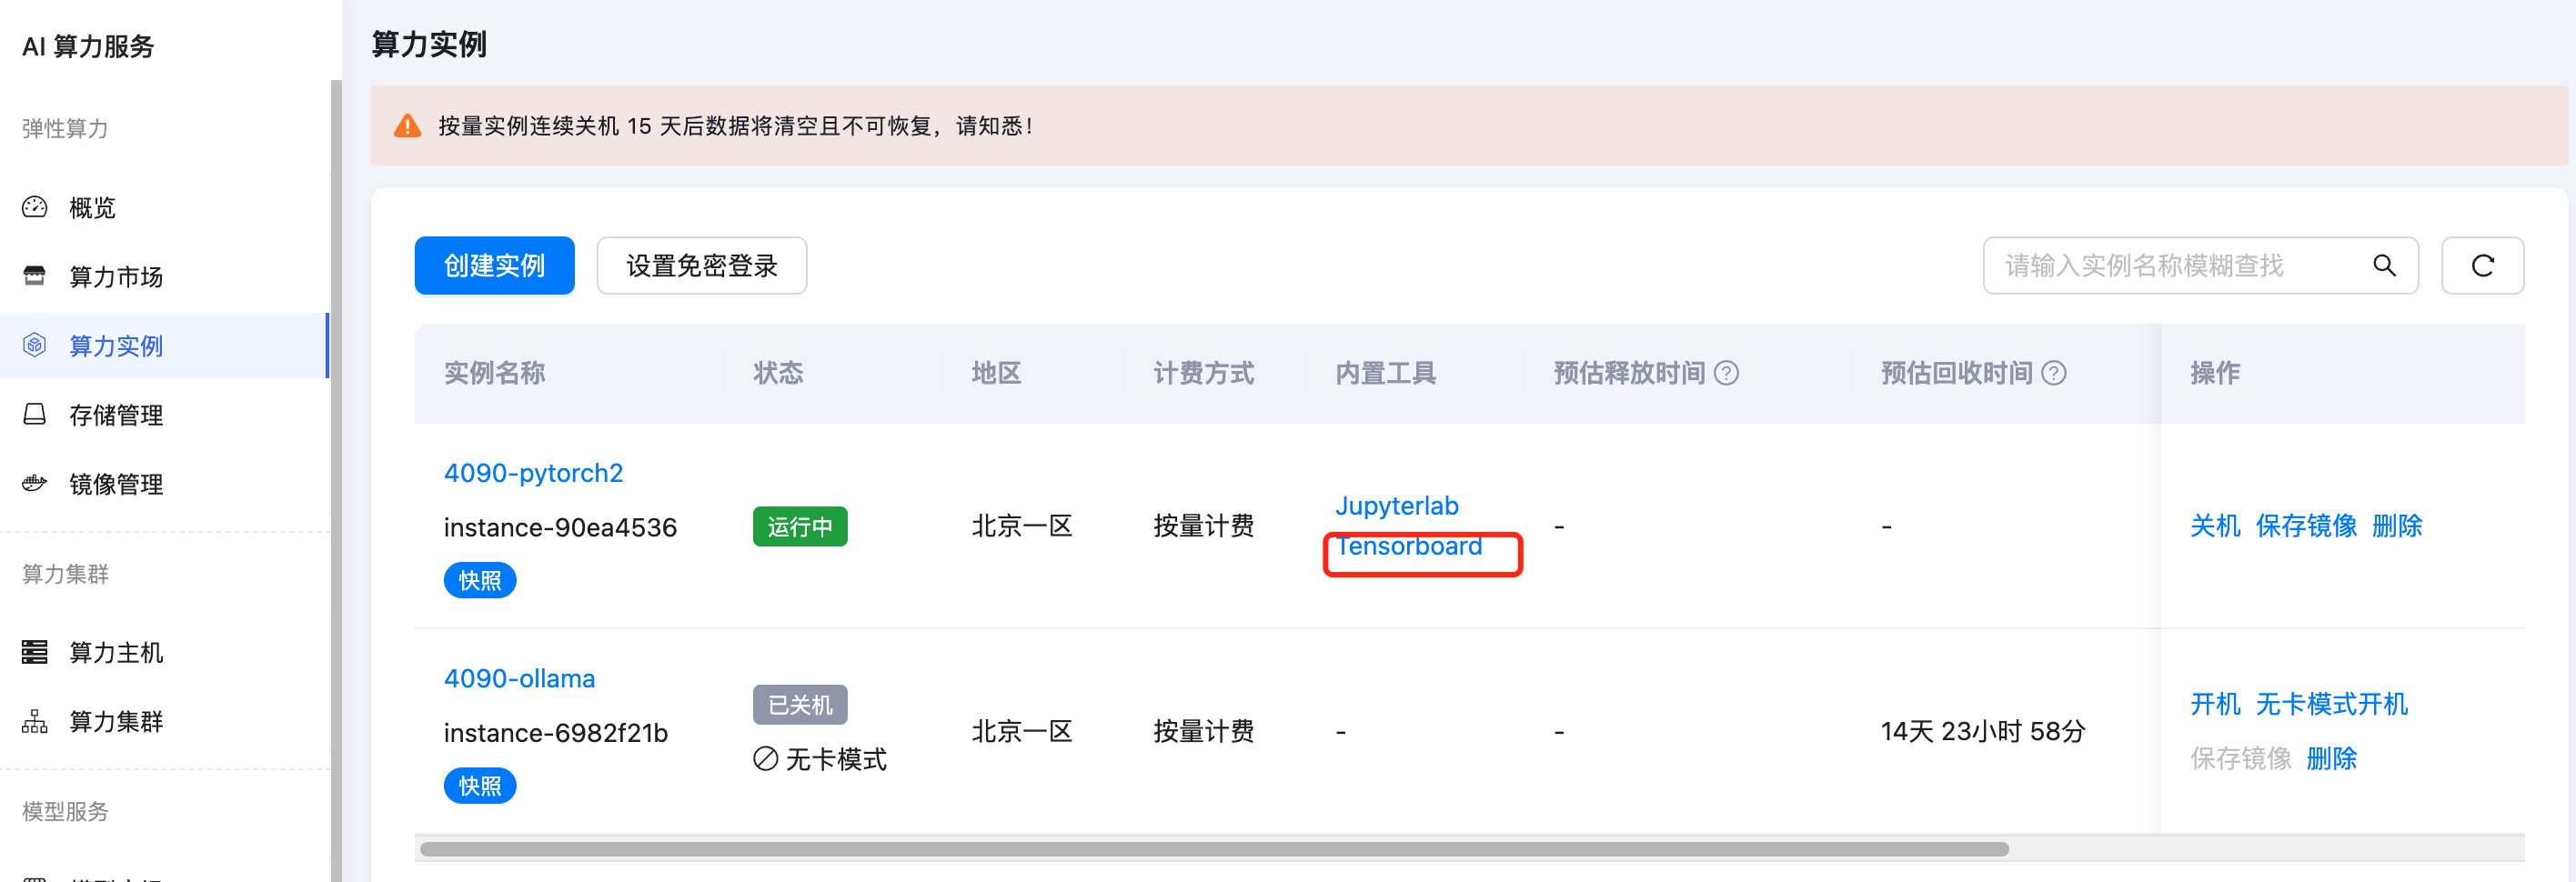 AI 算力服务
弹性算力
概览
算力市场
算力实例
存储管理
镜像管理
算力集群
算力主机
算力集群
模型服务
算力实例
按量实例连续关机 15 天后数据将清空且不可恢复，请知悉！
创建实例 设置免密登录 请输入实例名称模糊查找
实例名称 状态 地区 计费方式 内置工具 预估释放时间 预估回收时间 操作
4090-pytorch2
instance-90ea4536
快照
运行中
北京一区
按量计费
Jupyterlab
Tensorboard
-
-
关机 保存镜像 删除
4090-ollama
instance-6982f21b
快照
已关机
无卡模式
北京一区
按量计费
-
-
14天 23小时 58分
开机 无卡模式开机
保存镜像 删除